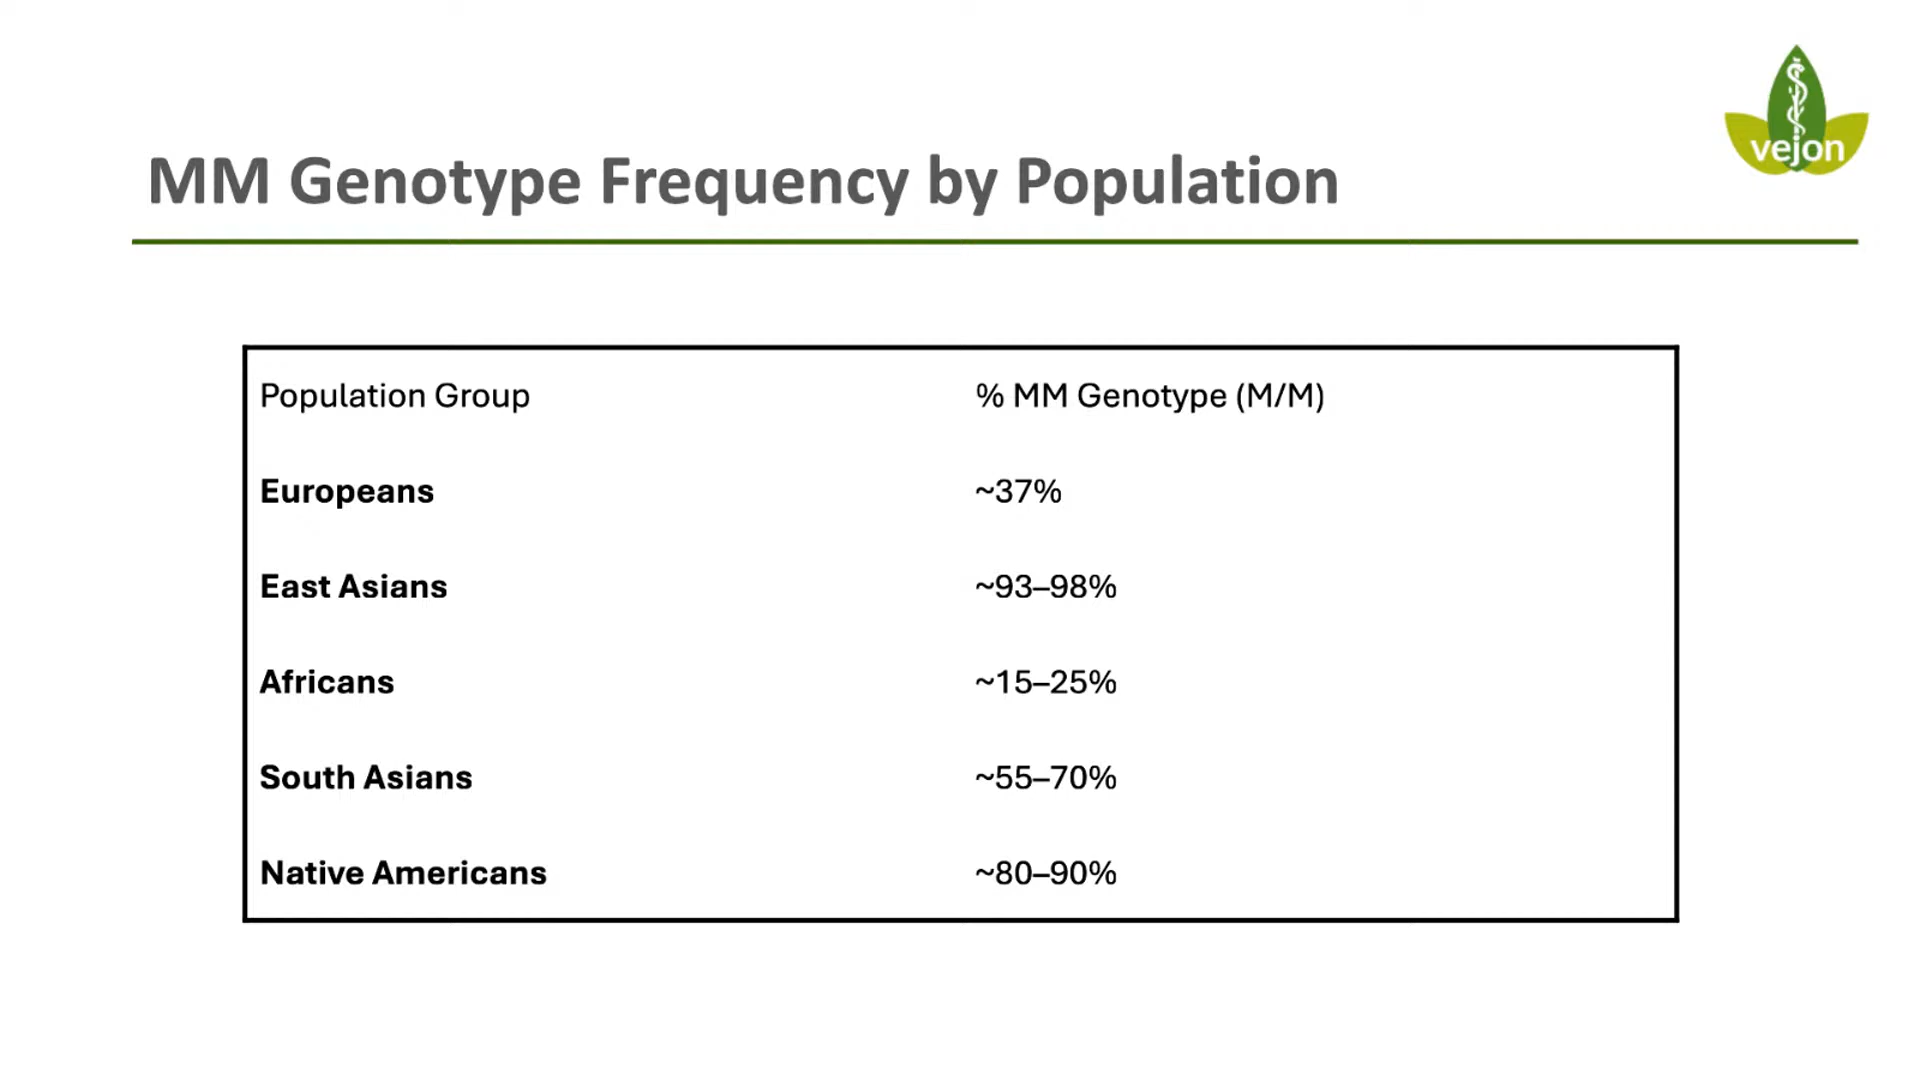 vejon
MM Genotype Frequency by Population
Population Group % MM Genotype (M/M)
Europeans ~37%
East Asians ~93–98%
Africans ~15–25%
South Asians ~55–70%
Native Americans ~80–90%